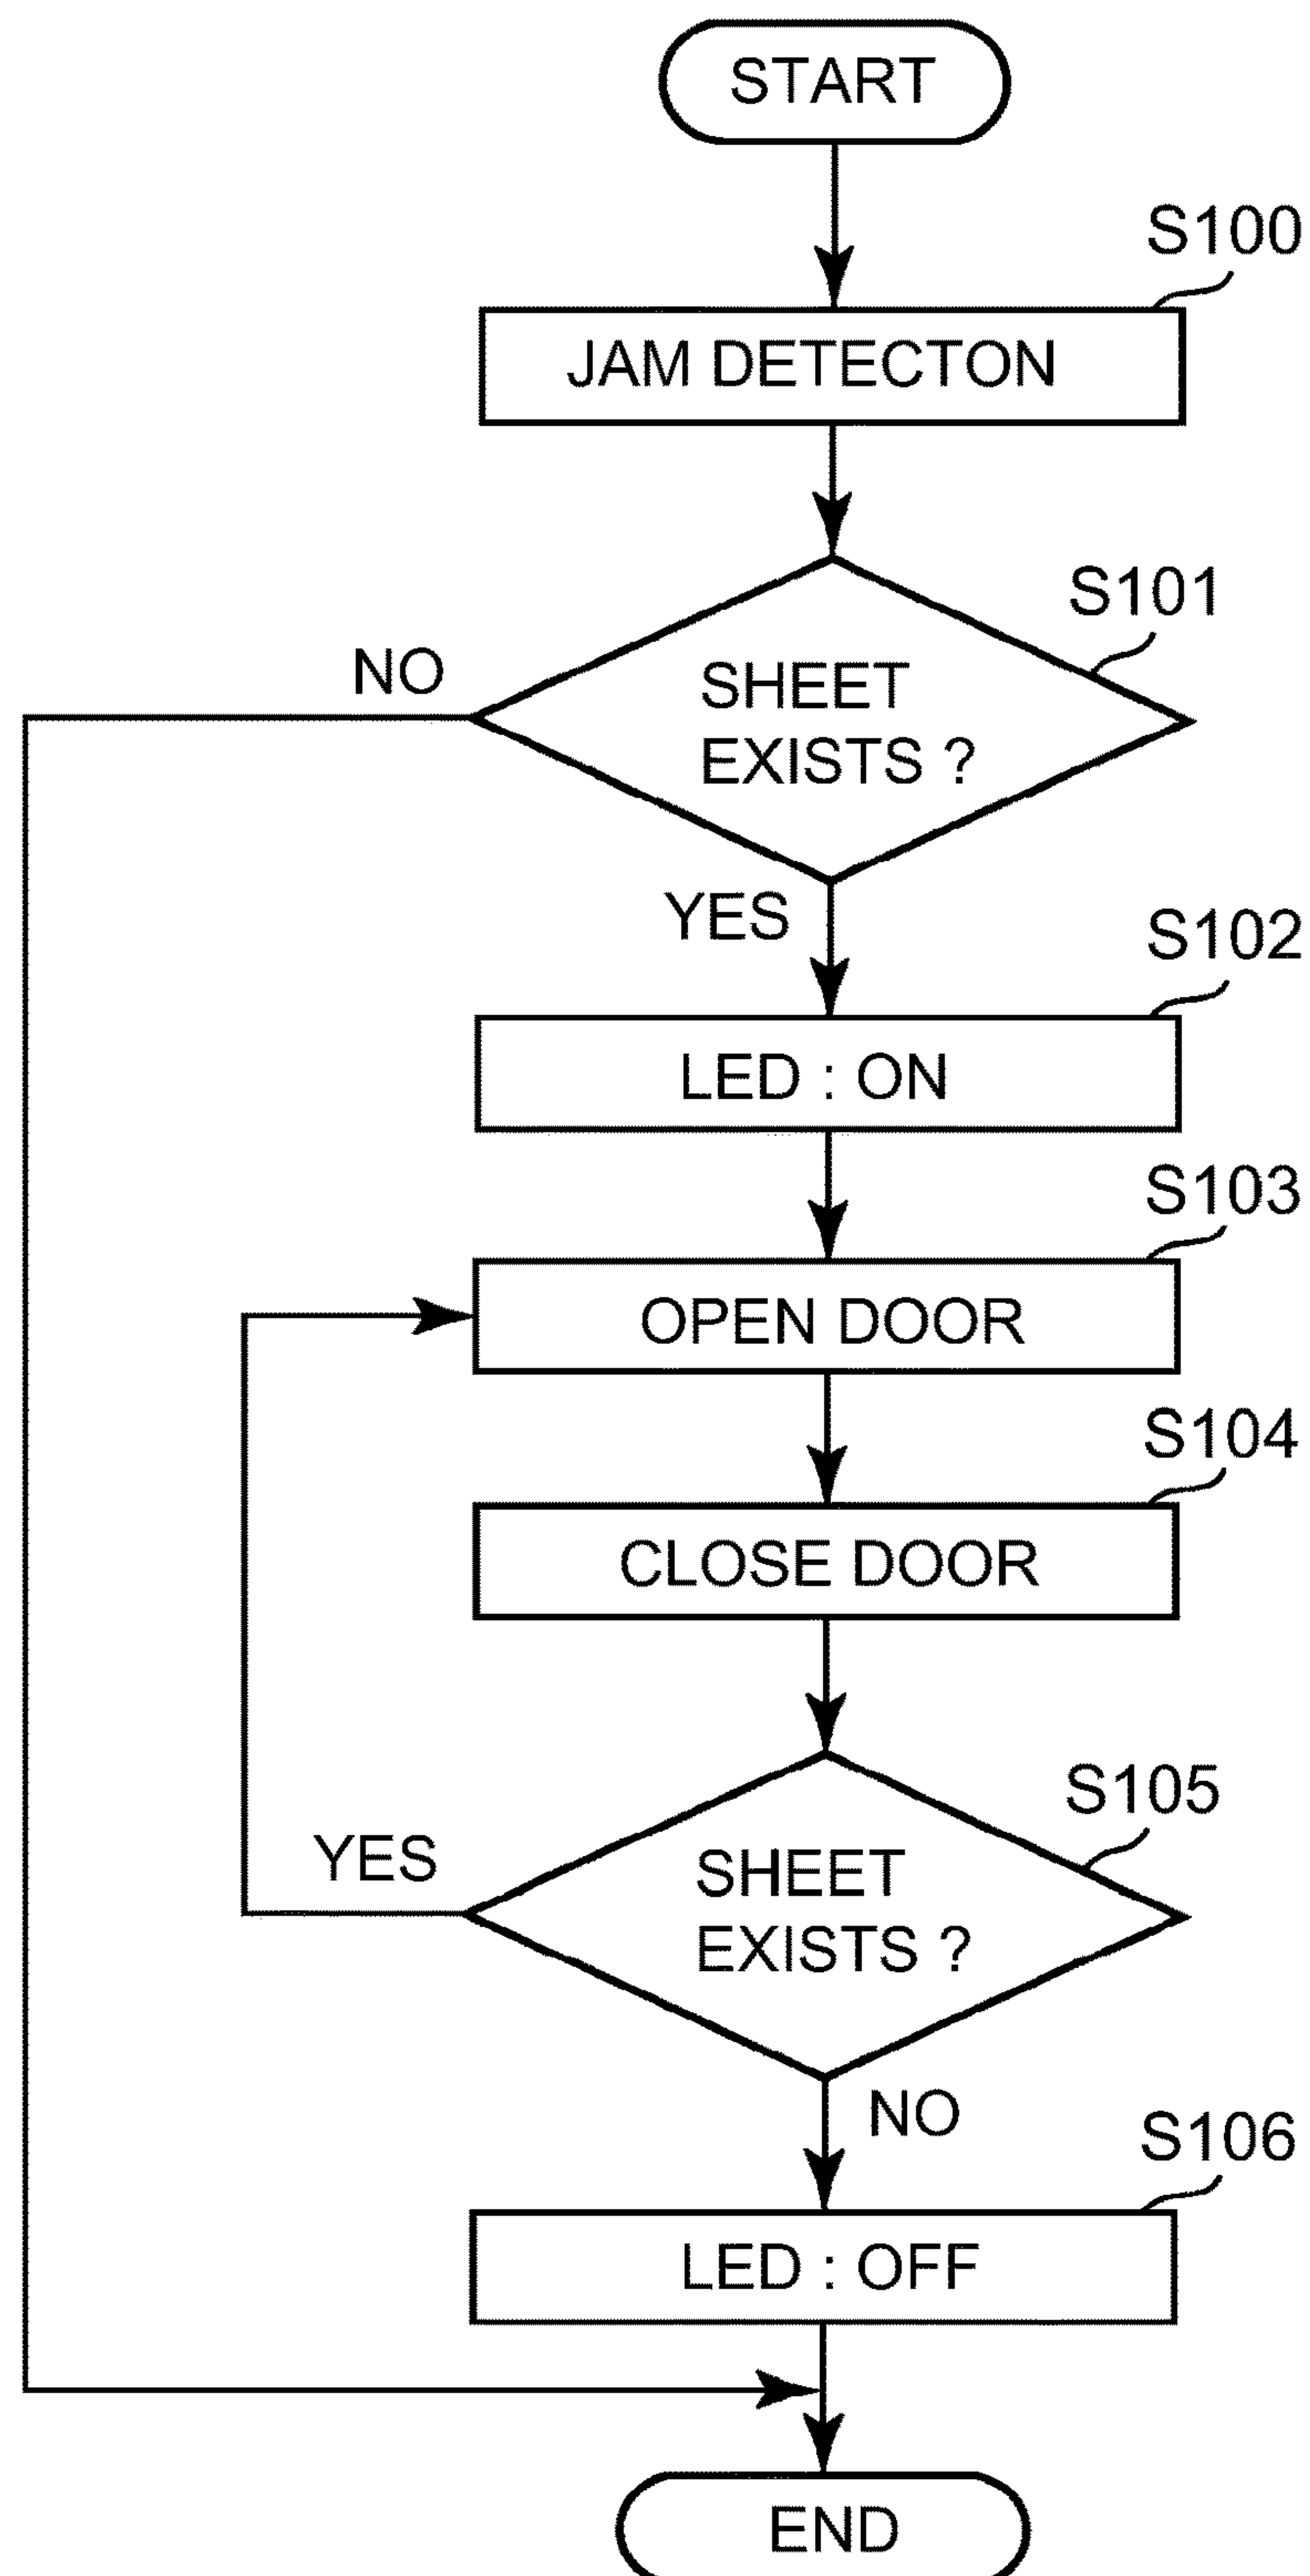 START
S100
JAM DETECTON
S101
NO
SHEET
EXISTS ?
YES
S102
LED : ON
S103
OPEN DOOR
S104
CLOSE DOOR
S105
YES
SHEET
EXISTS ?
NO
S106
LED : OFF
END